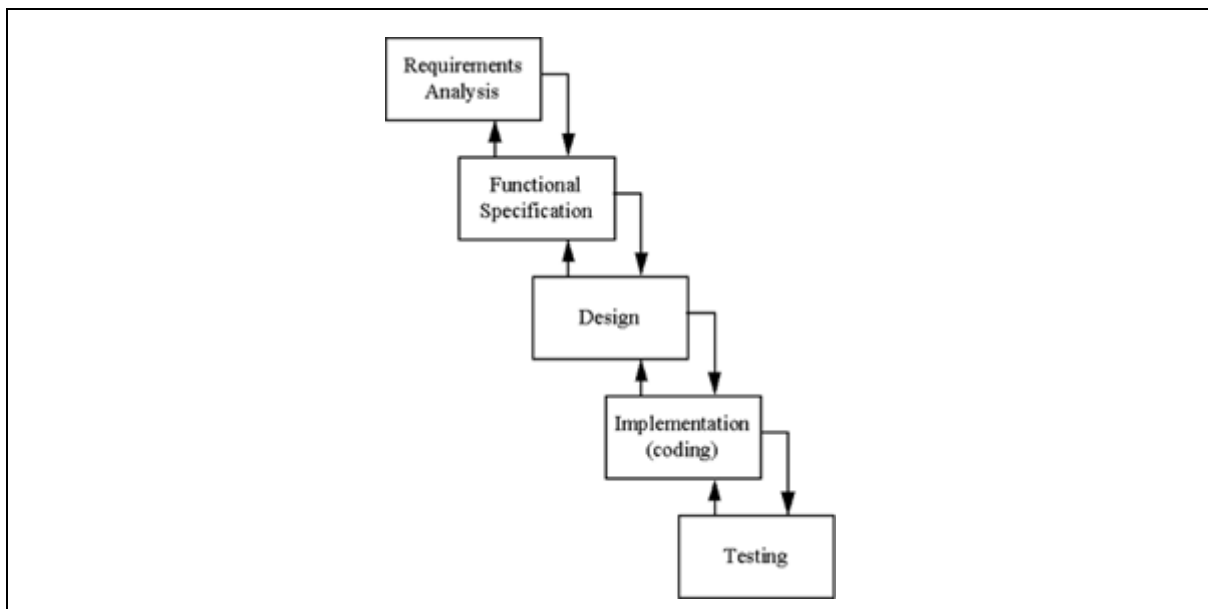 Requirements
Analysis
Functional
Specification
Design
Implementation
(coding)
Testing